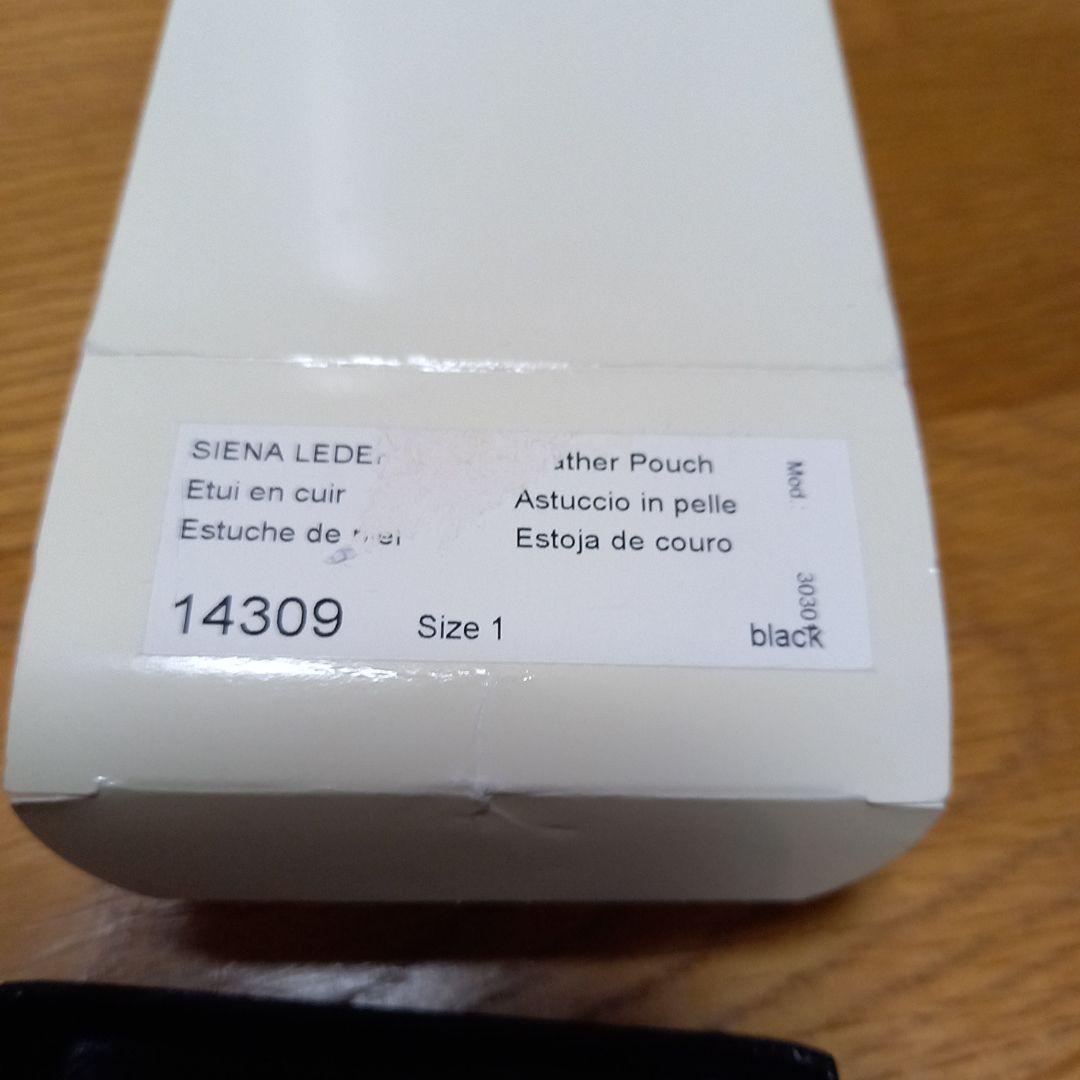 SIENA LEDE
ather Pouch
Etui en cuir
Astuccio in pelle
Estuche de
Estoja de couro
14309
Size 1
black
Mod.: